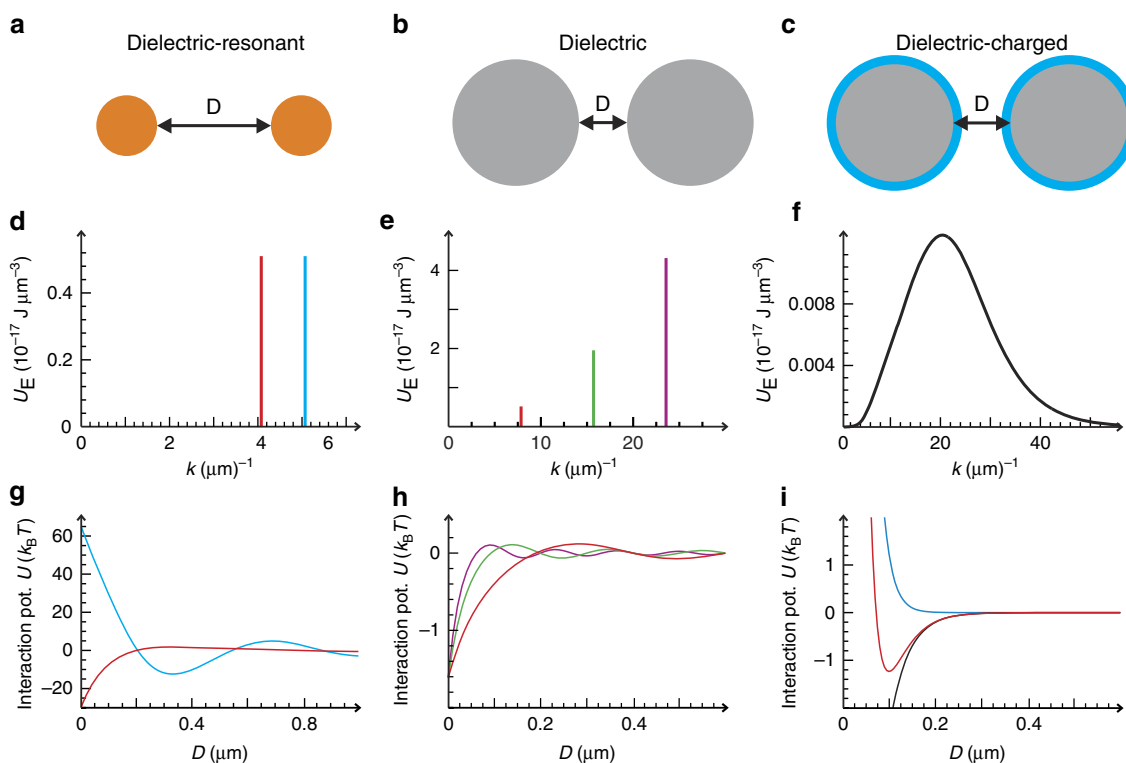 a
Dielectric-resonant
D
b
Dielectric
D
c
Dielectric-charged
D
d
U_E (10⁻¹⁷ J μm⁻³)
0.4
0.2
0
0 2 4 6
k (μm)⁻¹
e
U_E (10⁻¹⁷ J μm⁻³)
4
2
0
0 10 20
k (μm)⁻¹
f
U_E (10⁻¹⁷ J μm⁻³)
0.008
0.004
0 20 40
k (μm)⁻¹
g
Interaction pot. U (k_B T)
60
40
20
0
−20
0 0.4 0.8
D (μm)
h
Interaction pot. U (k_B T)
0
−1
0 0.2 0.4
D (μm)
i
Interaction pot. U (k_B T)
1
0
−1
0 0.2 0.4
D (μm)